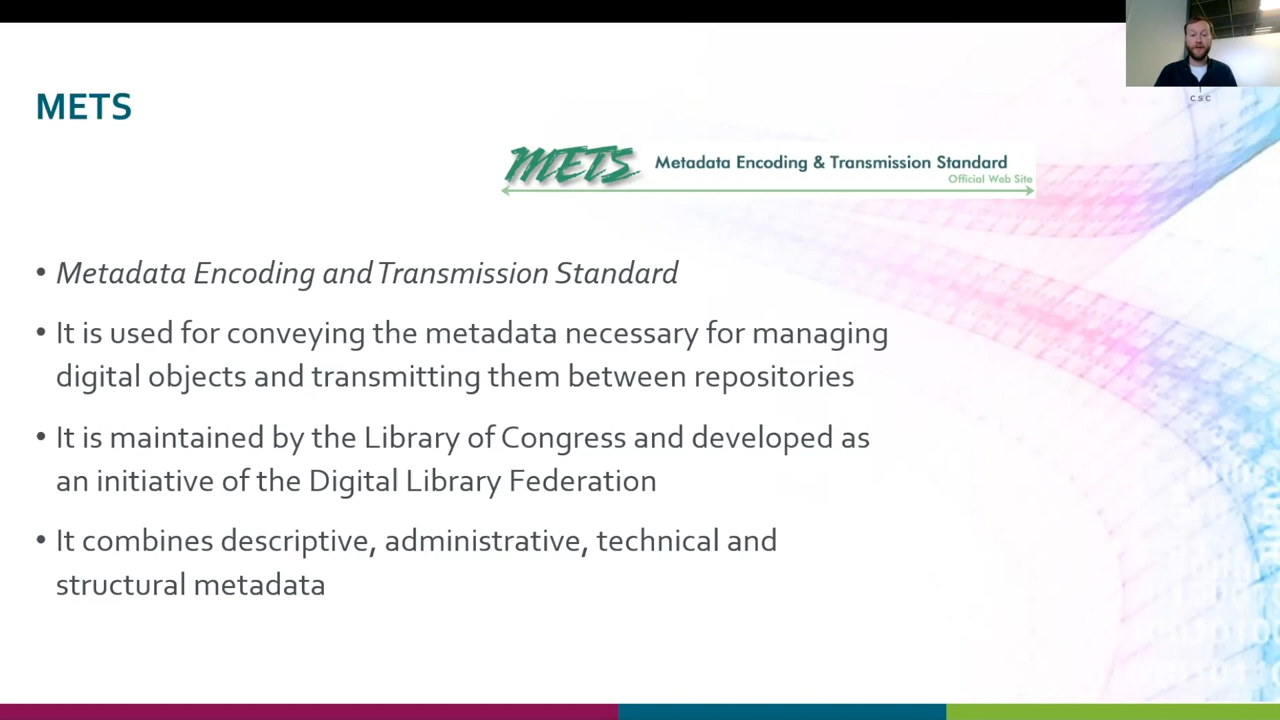 METS
METS Metadata Encoding & Transmission Standard
Official Web Site
CSC
• Metadata Encoding and Transmission Standard
• It is used for conveying the metadata necessary for managing
digital objects and transmitting them between repositories
• It is maintained by the Library of Congress and developed as
an initiative of the Digital Library Federation
• It combines descriptive, administrative, technical and
structural metadata